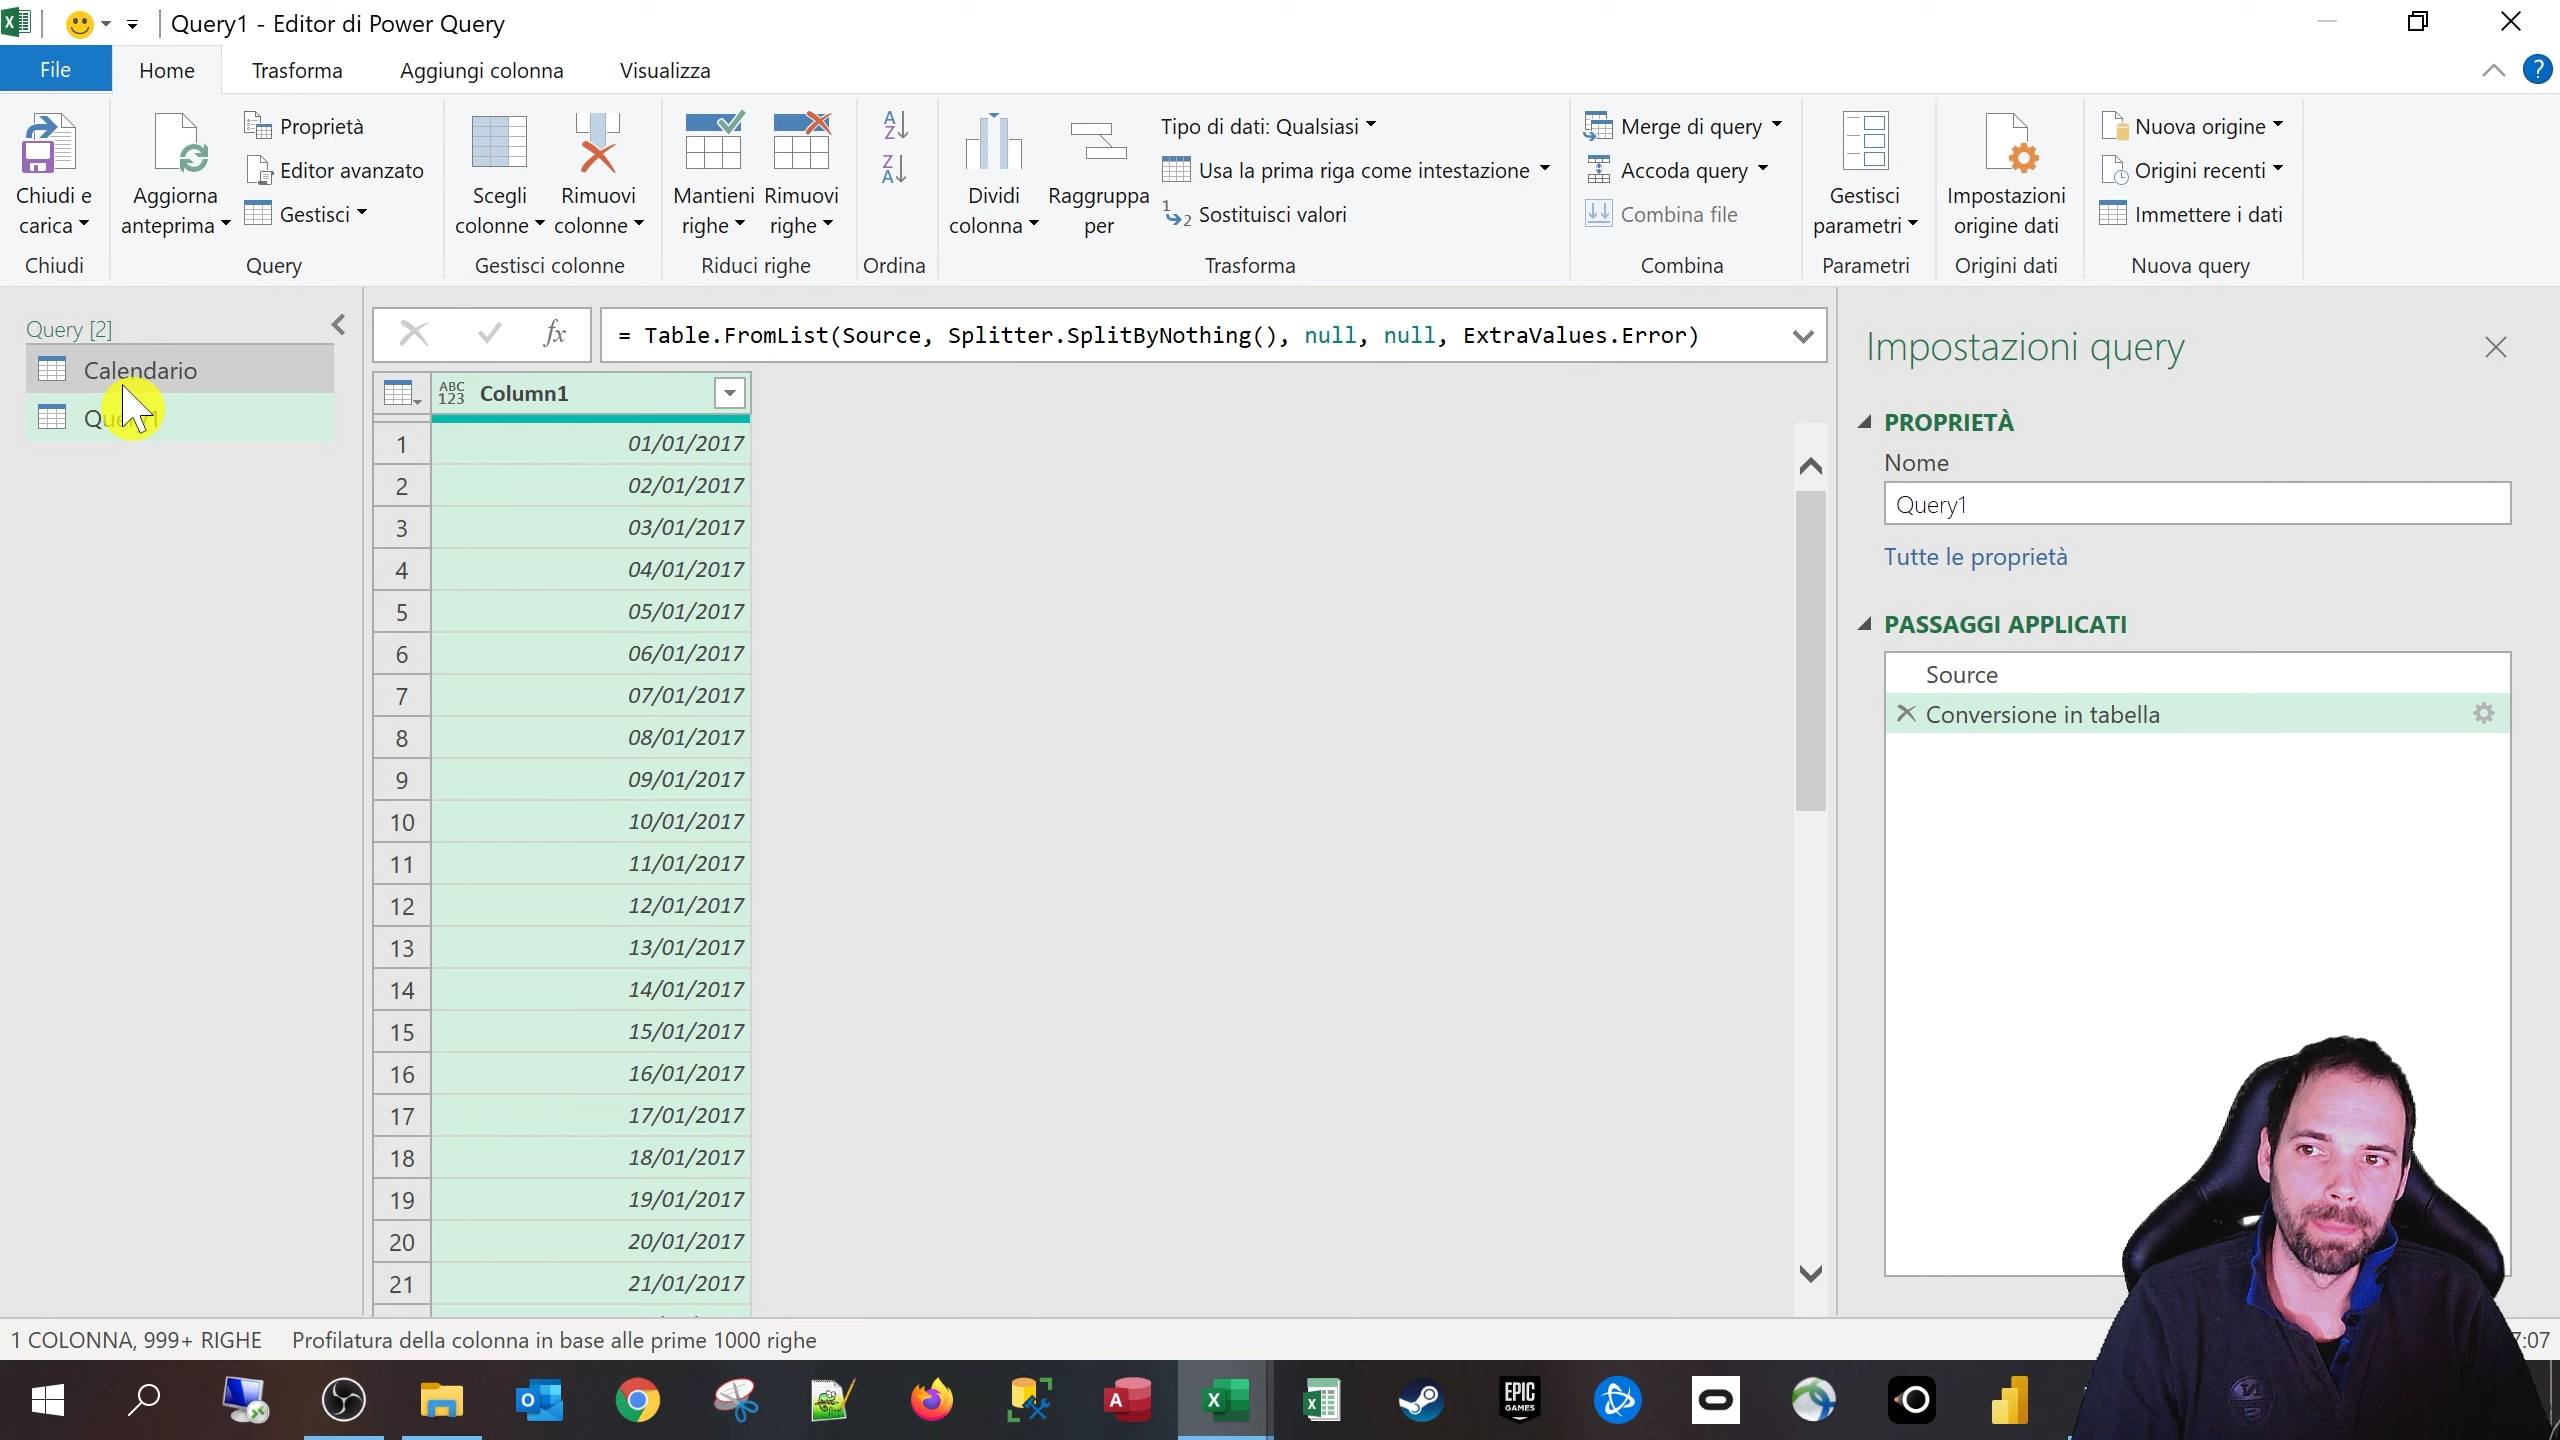 Query1 - Editor di Power Query
File
Home
Trasforma
Aggiungi colonna
Visualizza
?
Chiudi e
carica
Chiudi
Aggiorna
anteprima
Proprietà
Editor avanzato
Gestisci
Query
Scegli
colonne
Rimuovi
colonne
Gestisci colonne
Mantieni
righe
Rimuovi
righe
Riduci righe
A
Z
Z
A
Ordina
Dividi
colonna
Raggruppa
per
Tipo di dati: Qualsiasi
Usa la prima riga come intestazione
1
2
Sostituisci valori
Trasforma
Merge di query
Accoda query
Combina file
Combina
Gestisci
parametri
Parametri
Impostazioni
origine dati
Origini dati
Nuova origine
Origini recenti
Immettere i dati
Nuova query
Query [2]
Calendario
Query1
fx
= Table.FromList(Source, Splitter.SplitByNothing(), null, null, ExtraValues.Error)
ABC
123
Column1
1 01/01/2017
2 02/01/2017
3 03/01/2017
4 04/01/2017
5 05/01/2017
6 06/01/2017
7 07/01/2017
8 08/01/2017
9 09/01/2017
10 10/01/2017
11 11/01/2017
12 12/01/2017
13 13/01/2017
14 14/01/2017
15 15/01/2017
16 16/01/2017
17 17/01/2017
18 18/01/2017
19 19/01/2017
20 20/01/2017
21 21/01/2017
Impostazioni query
PROPRIETÀ
Nome
Query1
Tutte le proprietà
PASSAGGI APPLICATI
Source
Conversione in tabella
1 COLONNA, 999+ RIGHE
Profilatura della colonna in base alle prime 1000 righe
:07
EPIC
GAMES